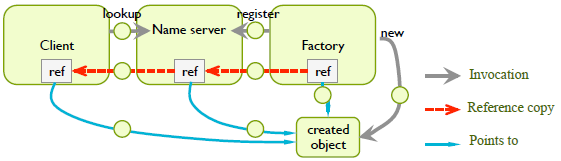 lookup
register
Client
Name server
Factory
new
ref
ref
ref
created
object
Invocation
Reference copy
Points to